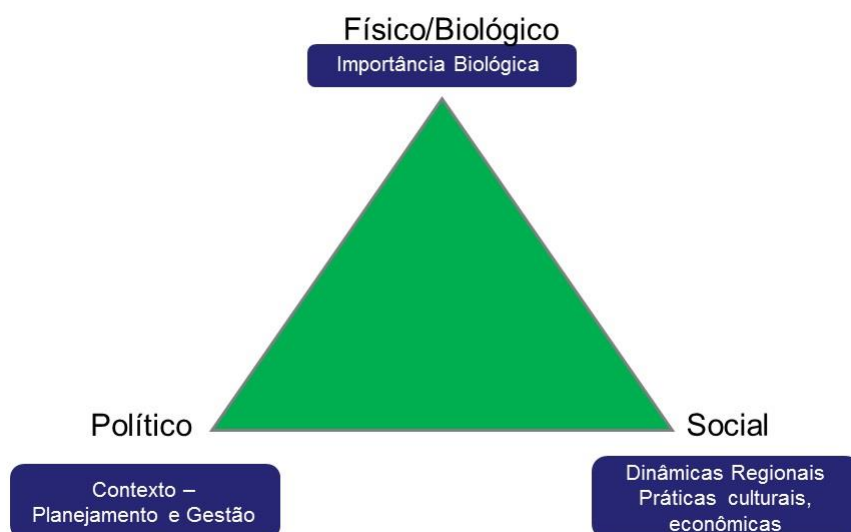 Físico/Biológico
Importância Biológica
Político
Social
Contexto –
Planejamento e Gestão
Dinâmicas Regionais
Práticas culturais,
econômicas